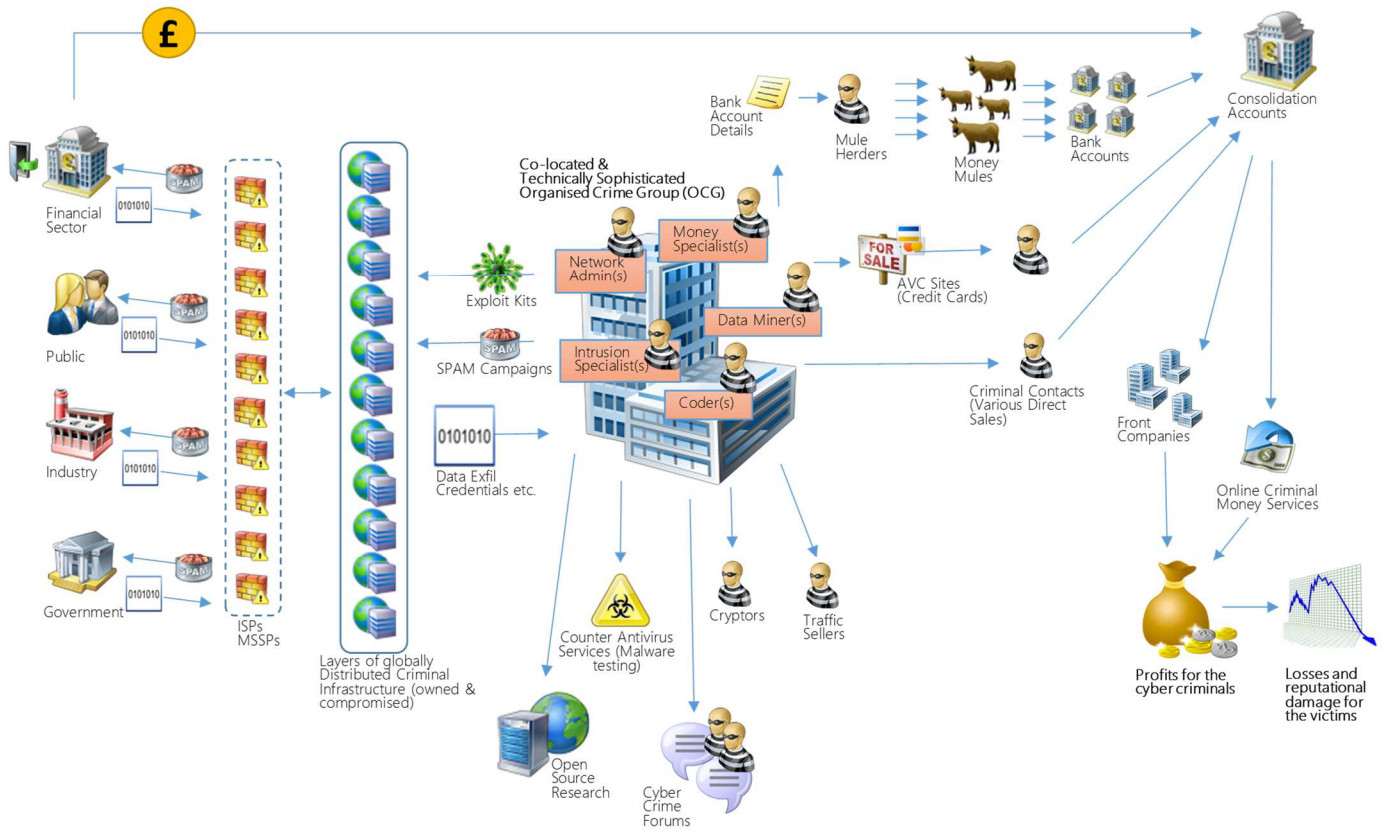 £
Consolidation
Accounts
Bank
Account
Details
Mule
Herders
Money
Mules
Bank
Accounts
Financial
Sector
SPAM
0101010
Public
SPAM
0101010
Industry
SPAM
0101010
Government
SPAM
0101010
ISPs
MSSPs
Layers of globally
Distributed Criminal
Infrastructure (owned &
compromised)
Exploit Kits
SPAM
SPAM Campaigns
0101010
Data Exfil
Credentials etc.
Co-located &
Technically Sophisticated
Organised Crime Group (OCG)
Network
Admin(s)
Money
Specialist(s)
Data Miner(s)
Intrusion
Specialist(s)
Coder(s)
FOR
SALE
AVC Sites
(Credit Cards)
Criminal Contacts
(Various Direct
Sales)
Front
Companies
Online Criminal
Money Services
Counter Antivirus
Services (Malware
testing)
Cryptors
Traffic
Sellers
Open
Source
Research
Cyber
Crime
Forums
Profits for the
cyber criminals
Losses and
reputational
damage for
the victims